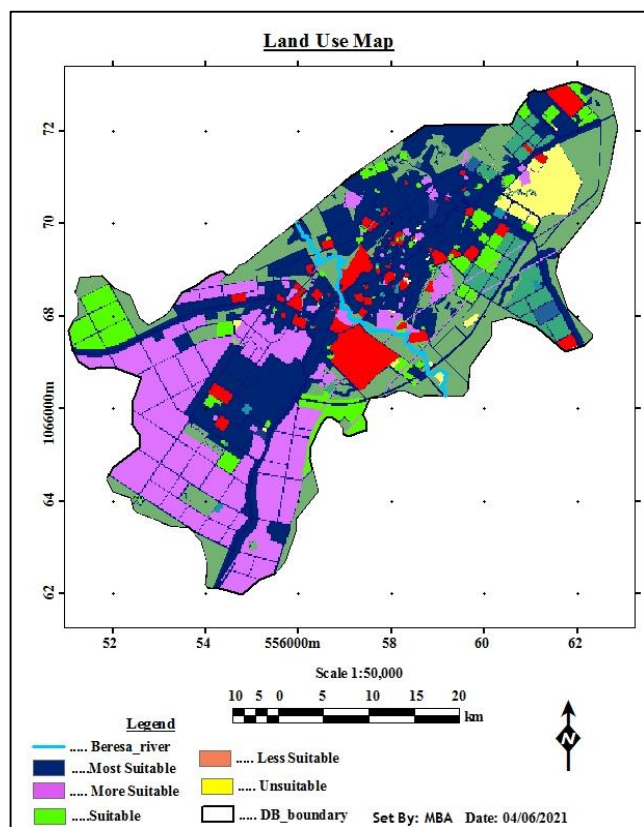 Land Use Map
72
70
68
1066000m
64
62
52
54
556000m
58
60
62
Scale 1:50,000
10 5 0 5 10 15 20
km
Legend
..... Beresa_river
.....Most Suitable
..... More Suitable
.....Suitable
..... Less Suitable
..... Unsuitable
..... DB_boundary
N
Set By: MBA Date: 04/06/2021